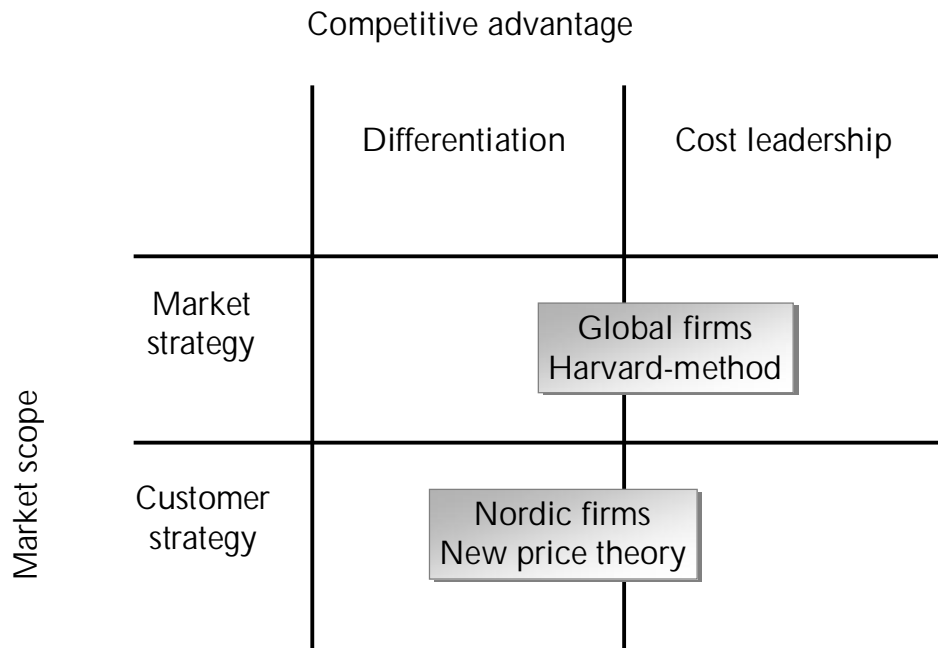 Competitive advantage
Differentiation
Cost leadership
Market scope
Market
strategy
Global firms
Harvard-method
Customer
strategy
Nordic firms
New price theory